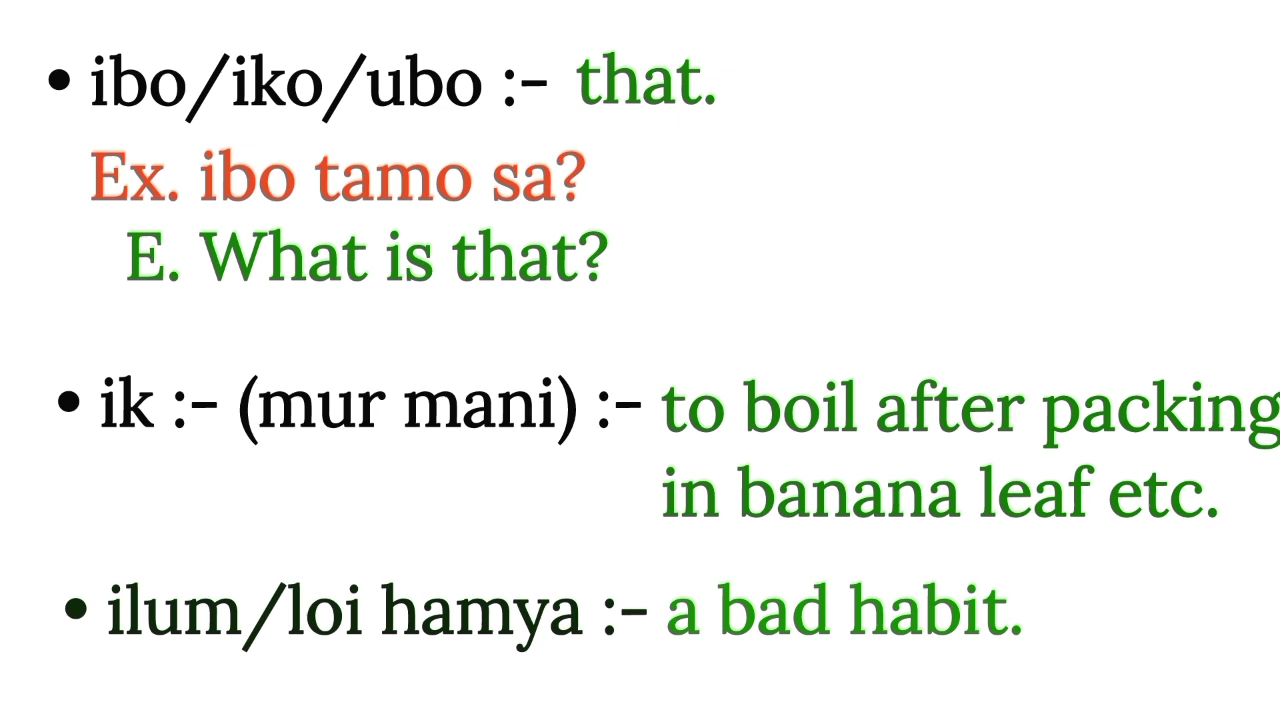 • ibo/iko/ubo :- that.
Ex. ibo tamo sa?
E. What is that?
• ik :- (mur mani) :- to boil after packing
in banana leaf etc.
• ilum/loi hamya :- a bad habit.